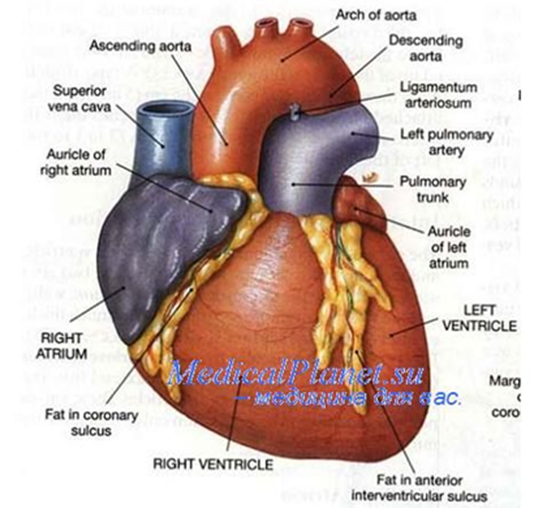 Arch of aorta
Ascending aorta
Descending
aorta
Superior
vena cava
Ligamentum
arteriosum
Auricle of
right atrium
Left pulmonary
artery
Pulmonary
trunk
Auricle
of left
atrium
LEFT
VENTRICLE
RIGHT
ATRIUM
MedicalPlanet.su
– медицина для вас.
Marg
coro
Fat in coronary
sulcus
RIGHT VENTRICLE
Fat in anterior
interventricular sulcus